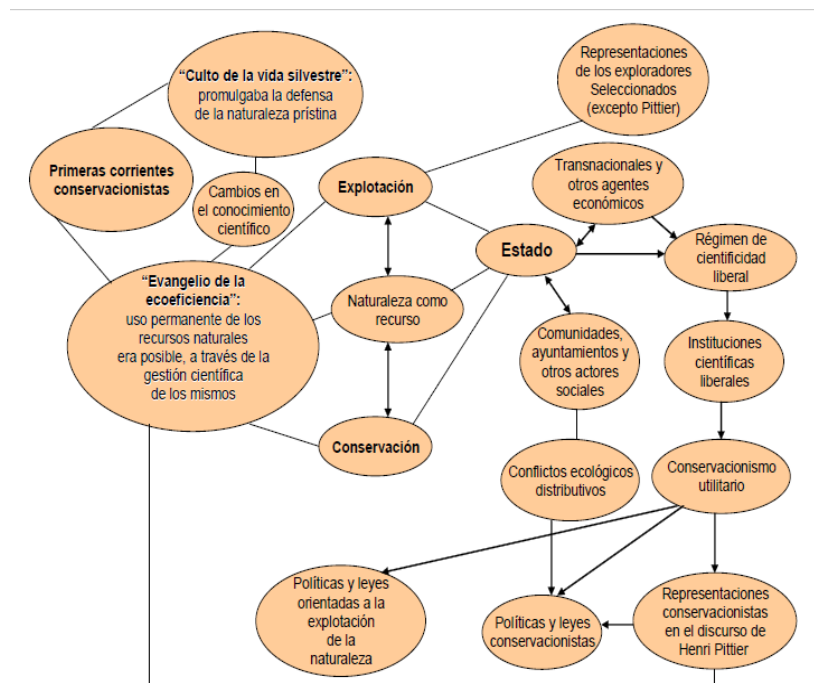 “Culto de la vida silvestre”:
promulgaba la defensa
de la naturaleza prístina
Representaciones
de los exploradores
Seleccionados
(excepto Pittier)
Primeras corrientes
conservacionistas
Cambios en
el conocimiento
científico
Explotación
Transnacionales y
otros agentes
económicos
Estado
Régimen de
cientificidad
liberal
“Evangelio de la
ecoeficiencia”:
uso permanente de los
recursos naturales
era posible, a través de la
gestión científica
de los mismos
Naturaleza como
recurso
Comunidades,
ayuntamientos y
otros actores
sociales
Instituciones
científicas
liberales
Conservación
Conflictos ecológicos
distributivos
Conservacionismo
utilitario
Políticas y leyes
orientadas a la
explotación
de la
naturaleza
Políticas y leyes
conservacionistas
Representaciones
conservacionistas
en el discurso de
Henri Pittier